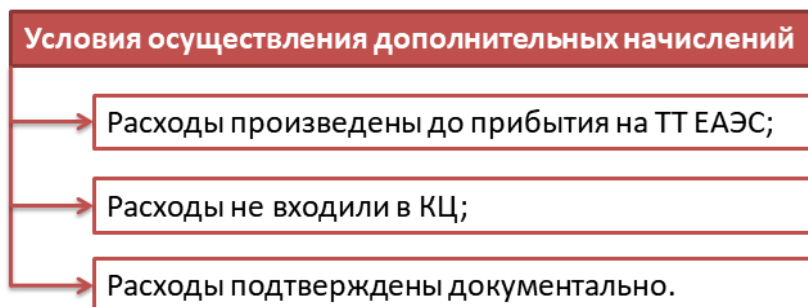 Условия осуществления дополнительных начислений
Расходы произведены до прибытия на ТТ ЕАЭС;
Расходы не входили в КЦ;
Расходы подтверждены документально.